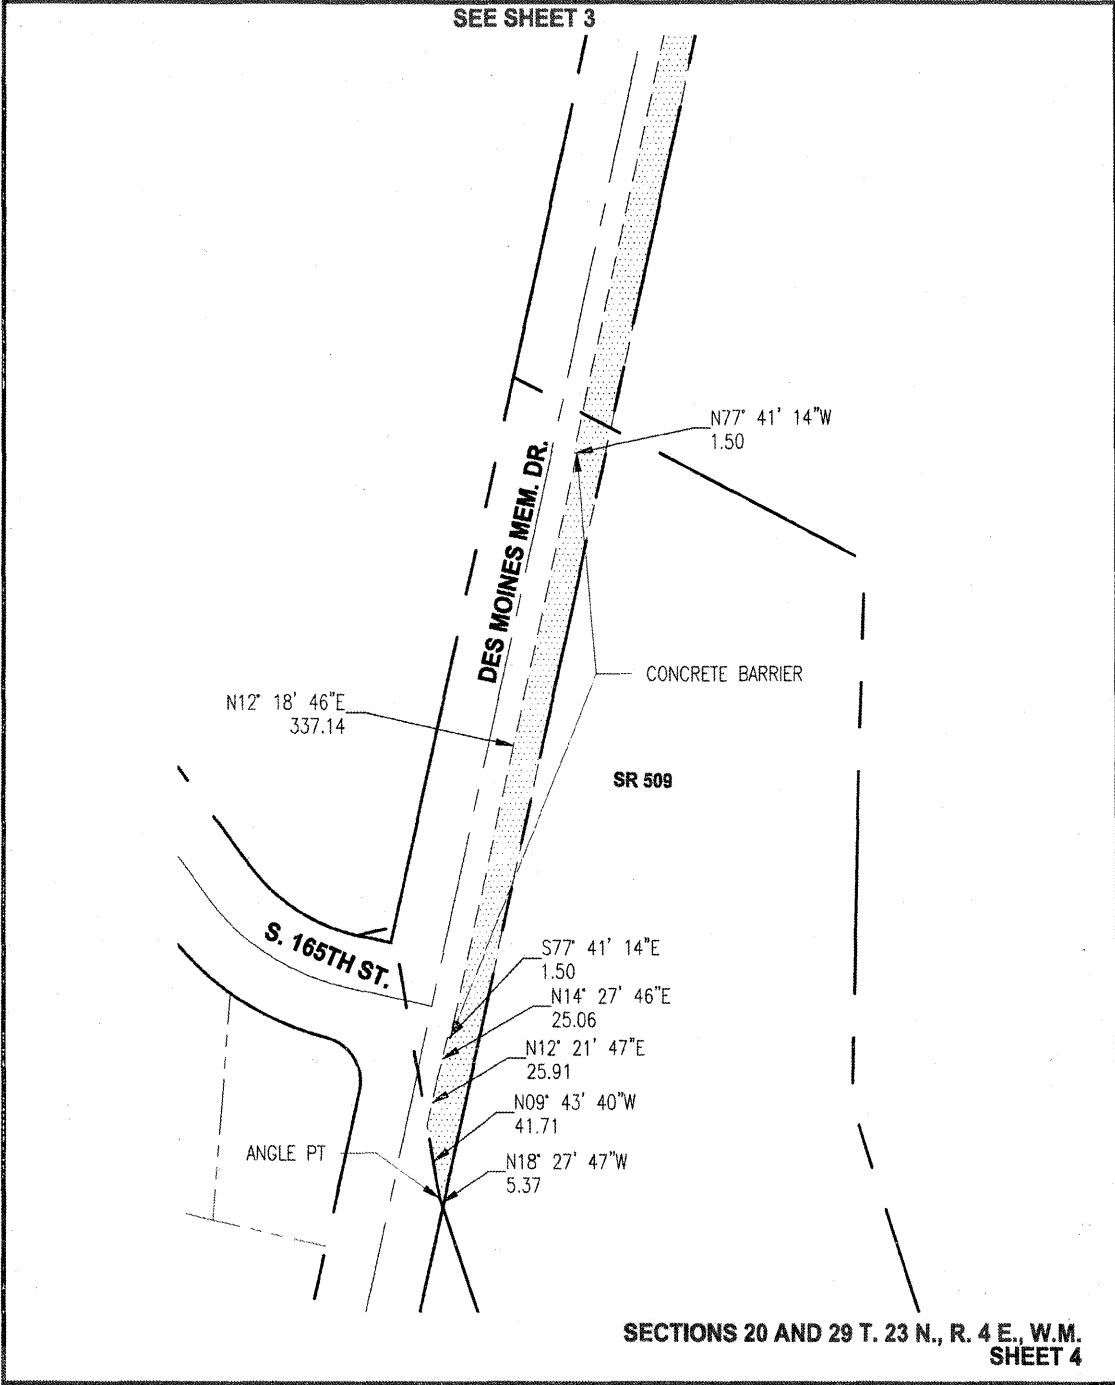 SEE SHEET 3
N77° 41' 14"W
1.50
DES MOINES MEM. DR.
CONCRETE BARRIER
N12° 18' 46"E
337.14
SR 509
S. 165TH ST.
S77° 41' 14"E
1.50
N14° 27' 46"E
25.06
N12° 21' 47"E
25.91
N09° 43' 40"W
41.71
ANGLE PT
N18° 27' 47"W
5.37
SECTIONS 20 AND 29 T. 23 N., R. 4 E., W.M.
SHEET 4